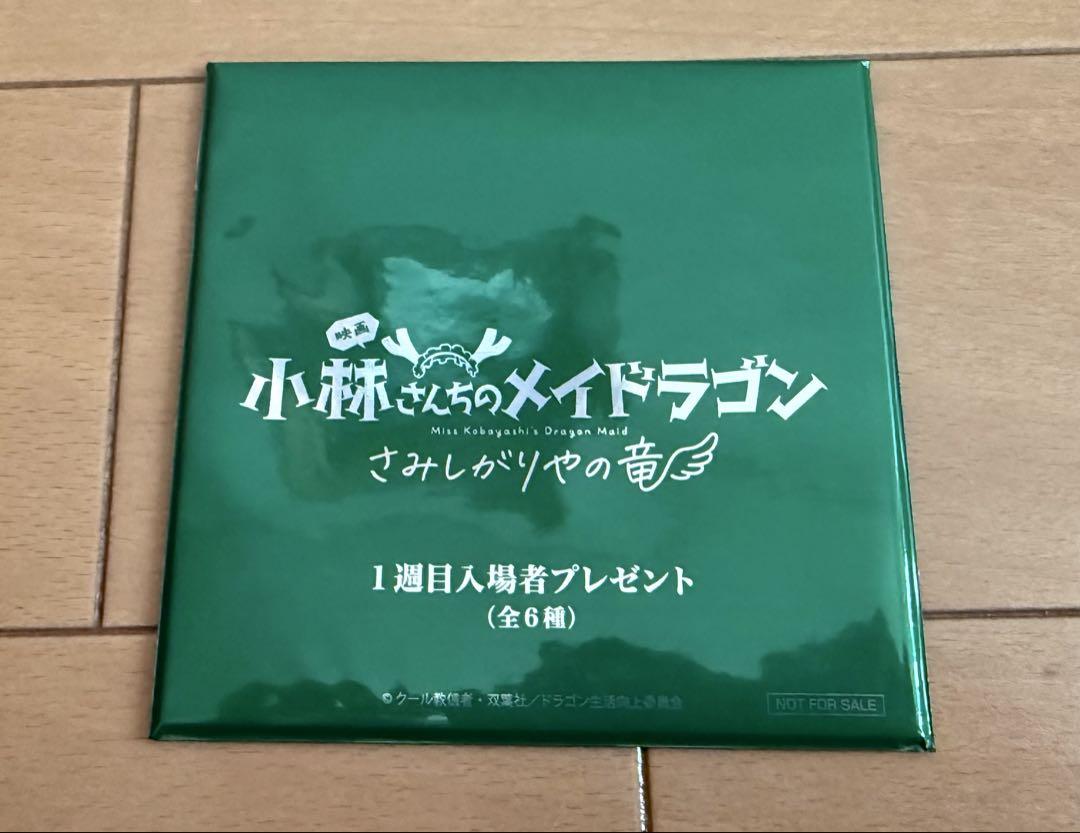 映画
小林さんちのメイドラゴン
Miss Kobayashi's Dragon Maid
さみしがりやの竜
1週目入場者プレゼント
(全6種)
©クール教信者・双葉社/ドラゴン生活向上委員会
NOT FOR SALE